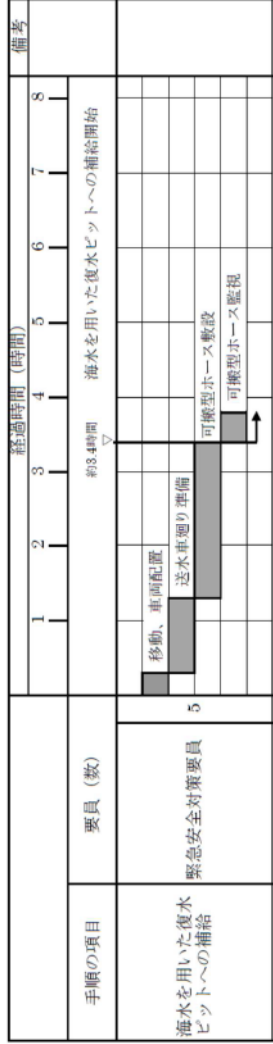 経過時間（時間）
備考
1 2 3 4 5 6 7 8
手順の項目
要員（数）
約3.4時間
▽
海水を用いた復水ピットへの補給開始
海水を用いた復水
ピットへの補給
緊急安全対策要員
5
移動、車両配置
送水車廻り準備
可搬型ホース敷設
可搬型ホース監視